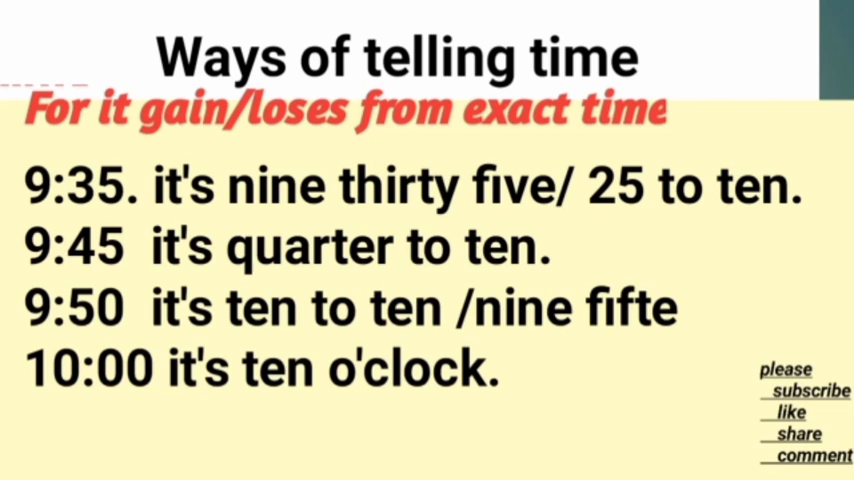 Ways of telling time
For it gain/loses from exact time
9:35. it's nine thirty five/ 25 to ten.
9:45 it's quarter to ten.
9:50 it's ten to ten /nine fifte
10:00 it's ten o'clock.
please
subscribe
like
share
comment